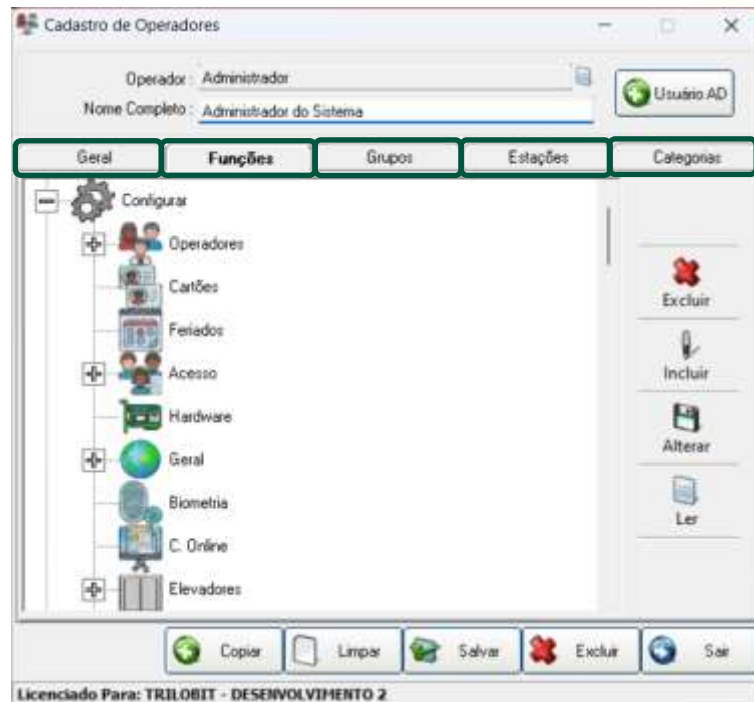 Cadastro de Operadores
Operador : Administrador
Usuário AD
Nome Completo : Administrador do Sistema
Geral Funções Grupos Estações Categorias
Configurar
Operadores
Cartões
Feriados
Acesso
Hardware
Geral
Biometria
C. Online
Elevadores
Excluir
Incluir
Alterar
Ler
Copiar Limpar Salvar Excluir Sair
Licenciado Para: TRILOBIT - DESENVOLVIMENTO 2